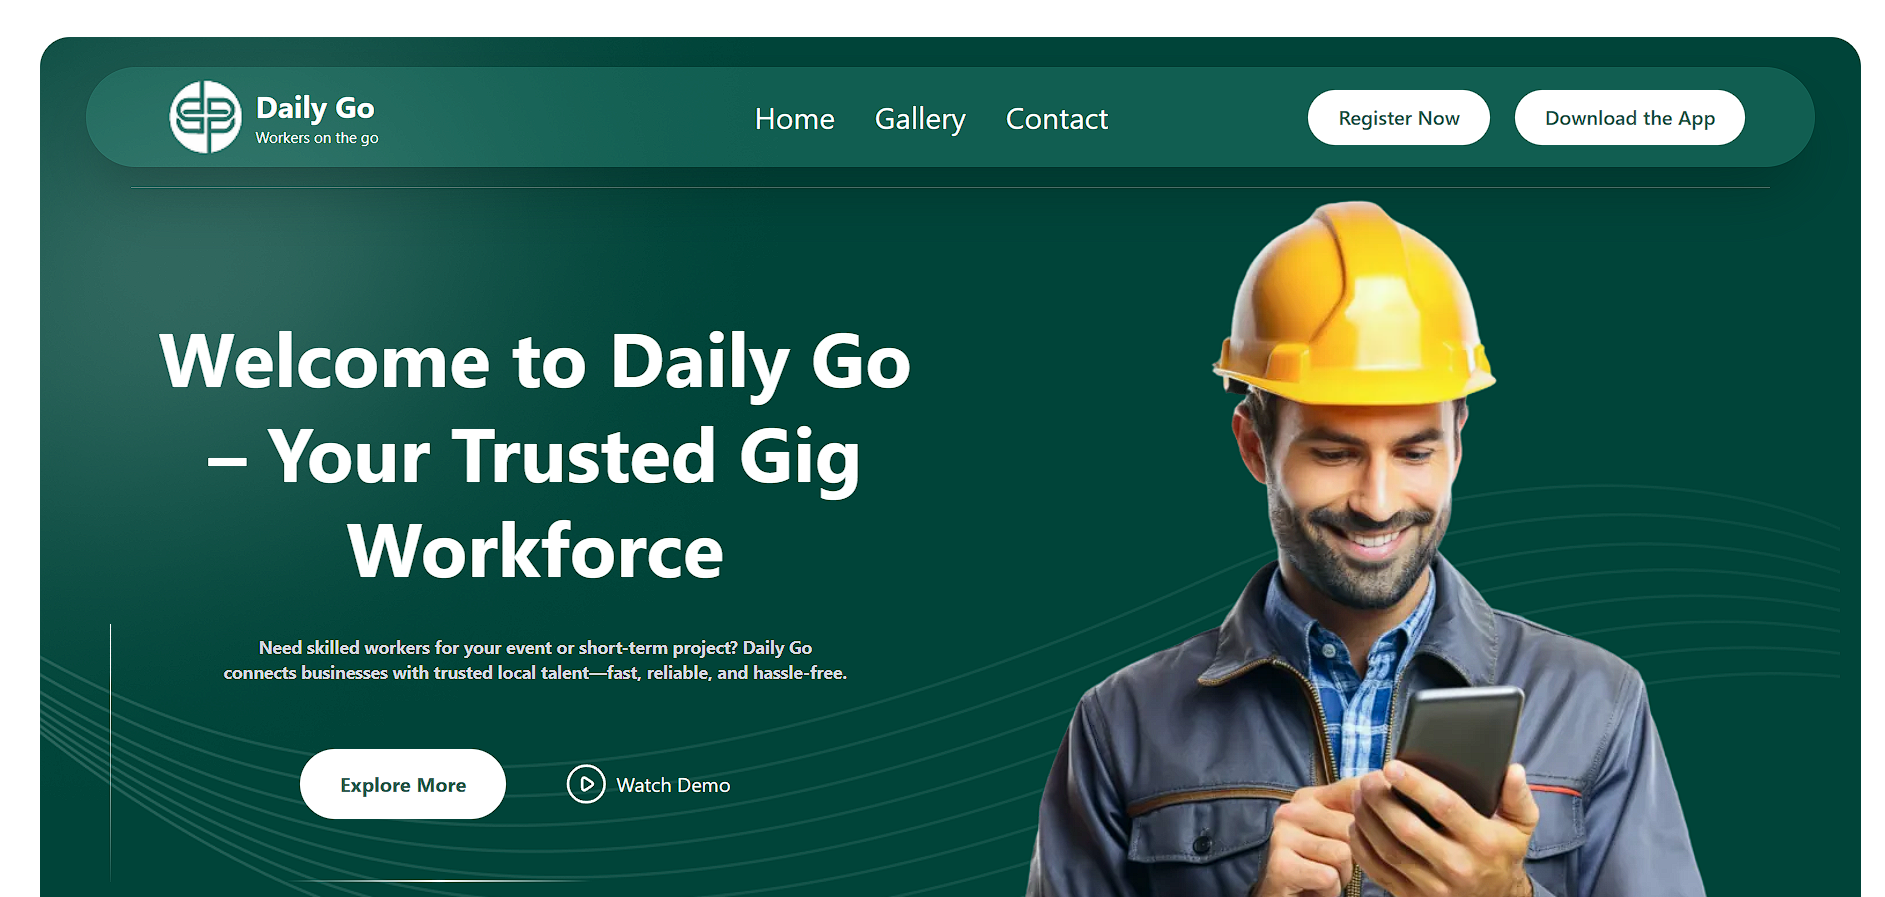 Daily Go
Workers on the go
Home
Gallery
Contact
Register Now
Download the App
Welcome to Daily Go
– Your Trusted Gig
Workforce
Need skilled workers for your event or short-term project? Daily Go
connects businesses with trusted local talent—fast, reliable, and hassle-free.
Explore More
Watch Demo